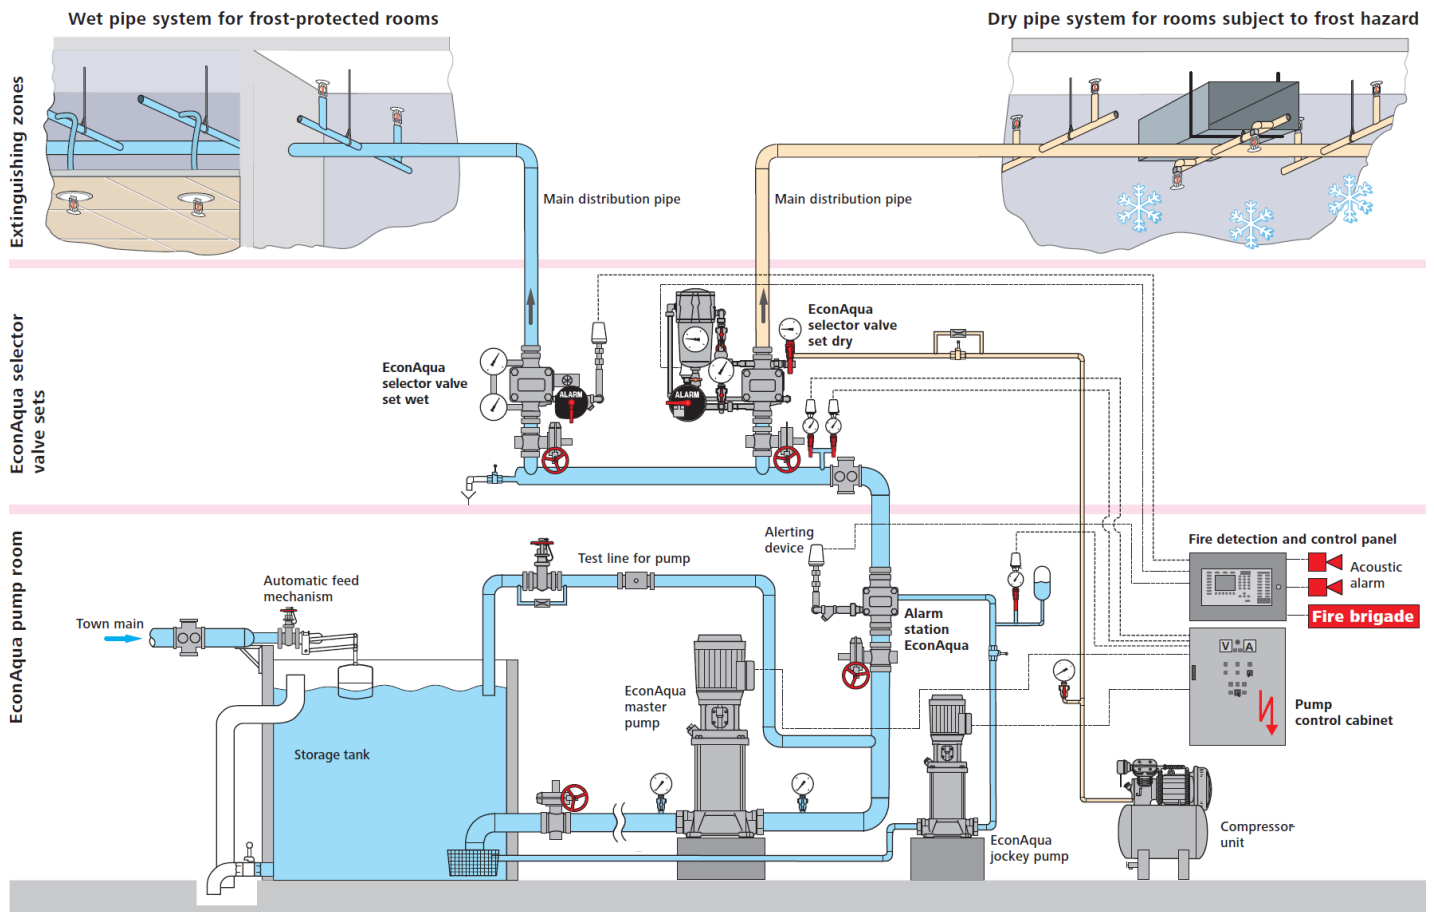 Wet pipe system for frost-protected rooms
Dry pipe system for rooms subject to frost hazard
Extinguishing zones
Main distribution pipe
Main distribution pipe
EconAqua selector
valve sets
EconAqua
selector valve
set dry
EconAqua
selector valve
set wet
ALARM
ALARM
EconAqua pump room
Alerting
device
Fire detection and control panel
Test line for pump
Acoustic
alarm
Automatic feed
mechanism
Town main
Alarm
station
EconAqua
Fire brigade
V A
EconAqua
master
pump
Pump
control cabinet
Storage tank
Compressor-
unit
EconAqua
jockey pump